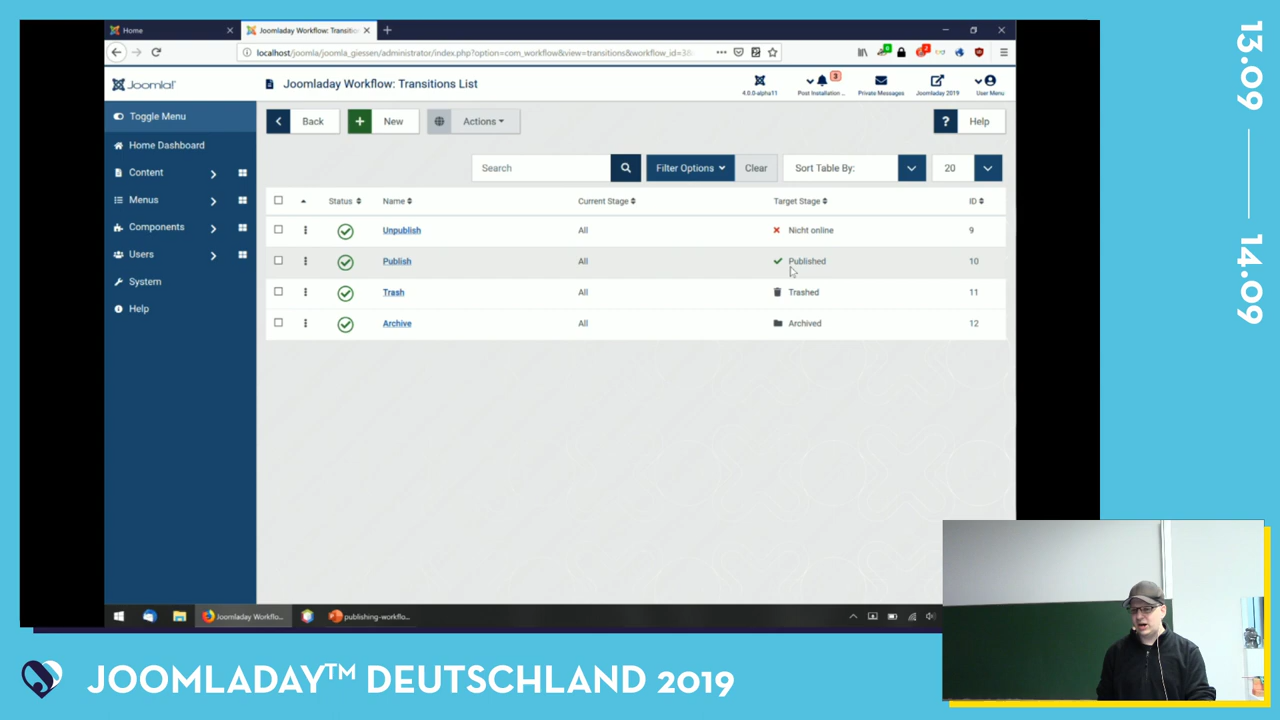 Home
Joomladay Workflow: Transitio
localhost/joomla/joomla_giessen/administrator/index.php?option=com_workflow&view=transitions&workflow_id=38
Joomla!
Joomladay Workflow: Transitions List
4.0.0-alpha11
3
Post Installation ...
Private Messages
Joomladay 2019
User Menu
Toggle Menu
Back
New
Actions
? Help
Home Dashboard
Content
Menus
Components
Users
System
Help
Search
Filter Options
Clear
Sort Table By:
20
Status Name Current Stage Target Stage ID
Unpublish All Nicht online 9
Publish All Published 10
Trash All Trashed 11
Archive All Archived 12
Joomladay Workflo...
publishing-workflo...
13.09
14.09
JOOMLADAY™ DEUTSCHLAND 2019